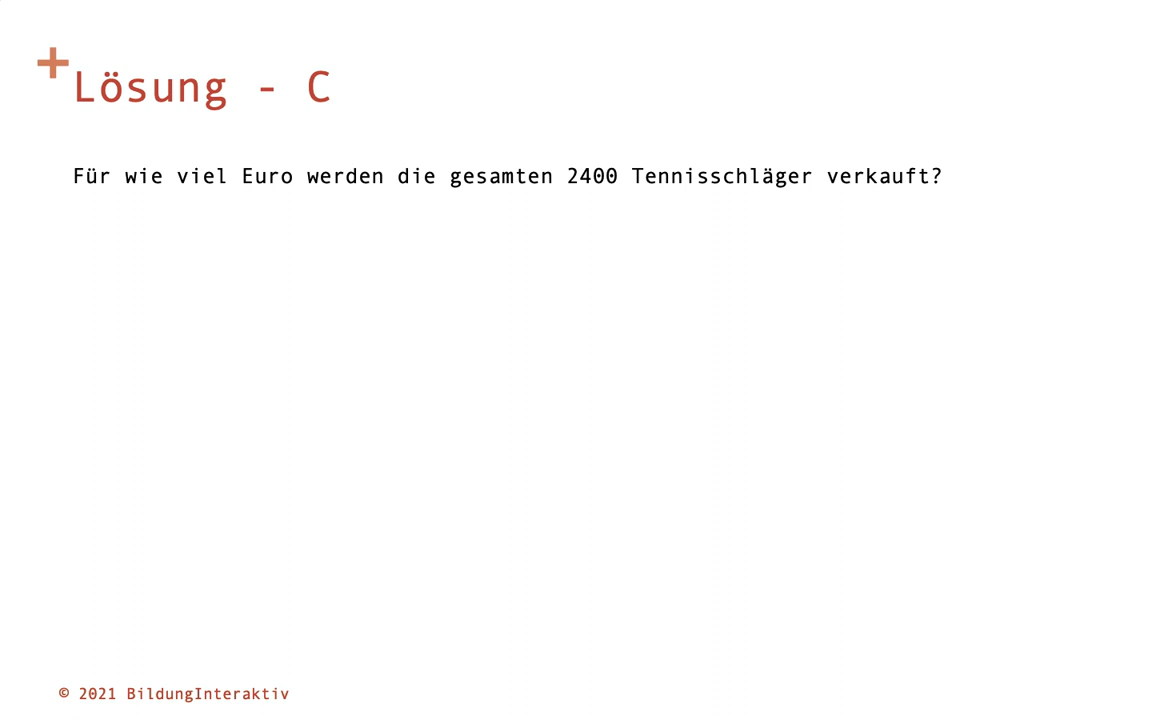 Lösung - C
Für wie viel Euro werden die gesamten 2400 Tennisschläger verkauft?
© 2021 BildungInteraktiv